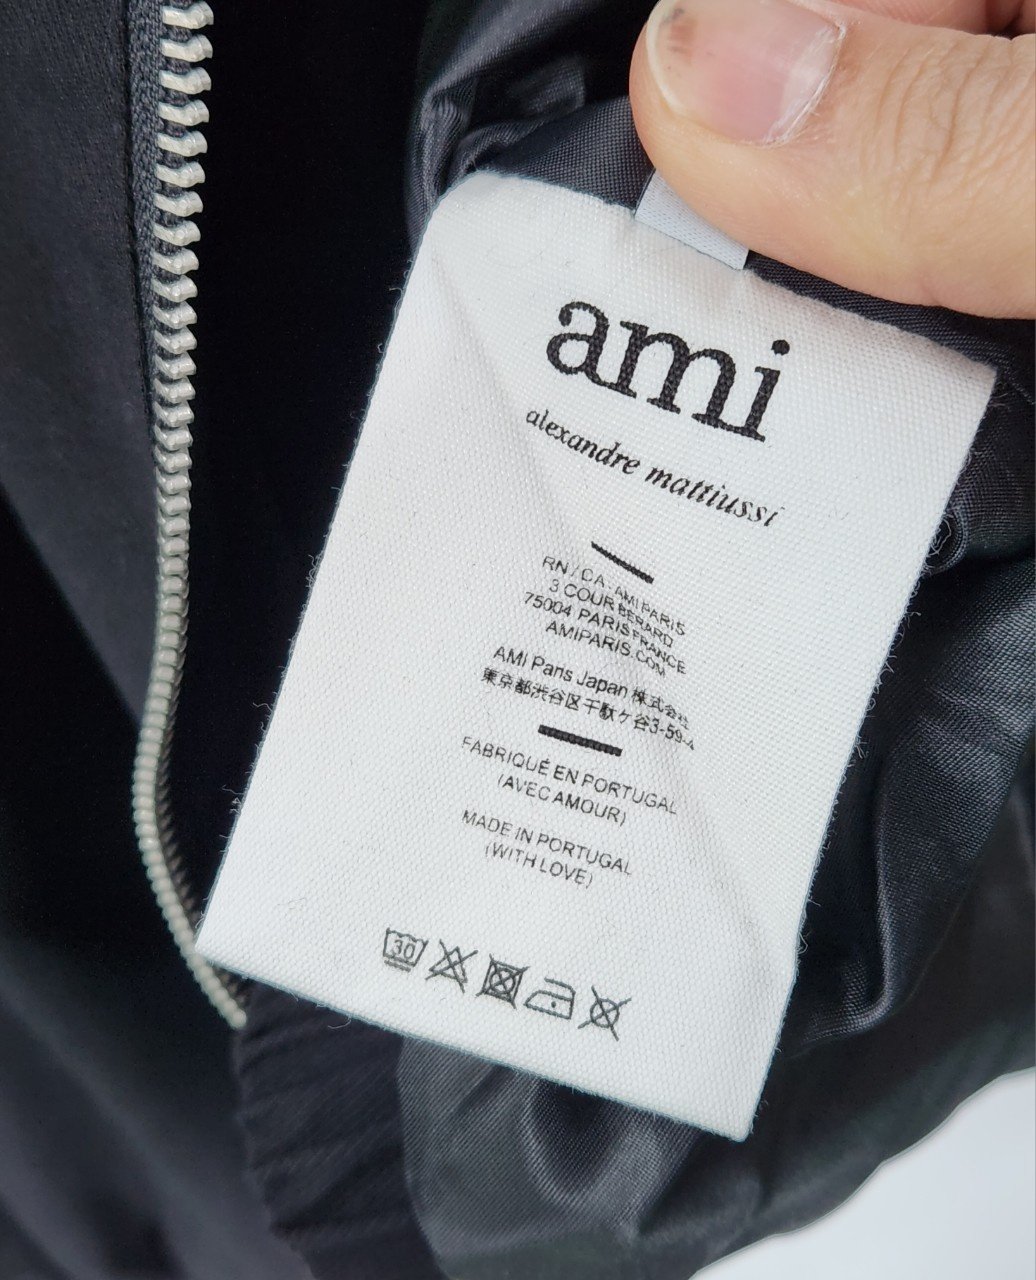 ami
alexandre mattiussi
RN / CA : AMI PARIS
3 COUR BÉRARD
75004 PARIS FRANCE
AMIPARIS.COM
AMI Paris Japan 株式会社
東京都渋谷区千駄ケ谷3-59-4
FABRIQUÉ EN PORTUGAL
(AVEC AMOUR)
MADE IN PORTUGAL
(WITH LOVE)
30